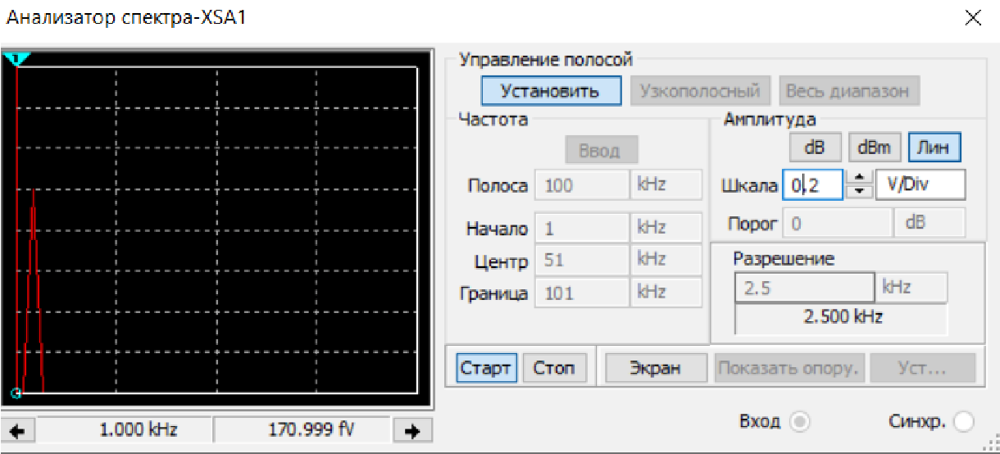 Анализатор спектра-XSA1
1
Управление полосой
Установить Узкополосный Весь диапазон
Частота Амплитуда
Ввод dB dBm Лин
Полоса 100 kHz Шкала 0.2 V/Div
Начало 1 kHz Порог 0 dB
Центр 51 kHz Разрешение
Граница 101 kHz 2.5 kHz
2.500 kHz
Старт Стоп Экран Показать опору. Уст...
1.000 kHz 170.999 fV Вход Синхр.